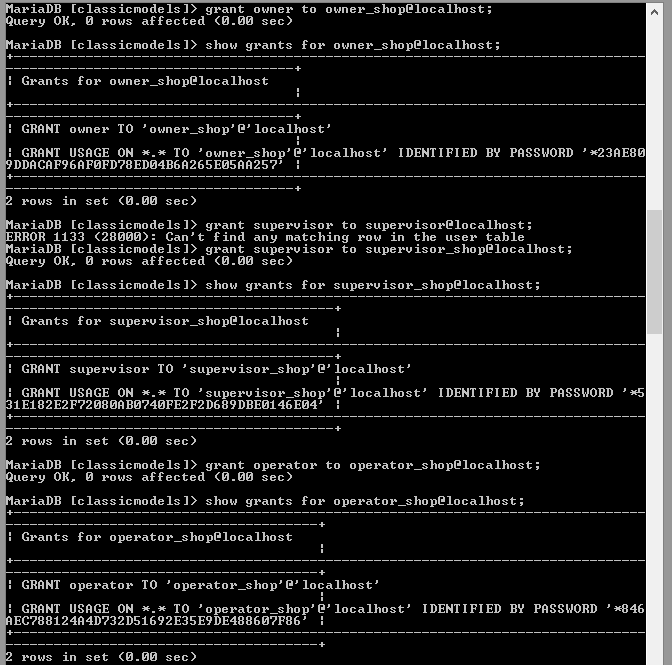 MariaDB [classicmodels]> grant owner to owner_shop@localhost;
Query OK, 0 rows affected (0.00 sec)
MariaDB [classicmodels]> show grants for owner_shop@localhost;
| Grants for owner_shop@localhost
|
| GRANT owner TO 'owner_shop'@'localhost'
|
| GRANT USAGE ON *.* TO 'owner_shop'@'localhost' IDENTIFIED BY PASSWORD '*23AE80
9DDACAF96AF0FD78ED04B6A265E05AA257' |
2 rows in set (0.00 sec)
MariaDB [classicmodels]> grant supervisor to supervisor@localhost;
ERROR 1133 (28000): Can't find any matching row in the user table
MariaDB [classicmodels]> grant supervisor to supervisor_shop@localhost;
Query OK, 0 rows affected (0.00 sec)
MariaDB [classicmodels]> show grants for supervisor_shop@localhost;
| Grants for supervisor_shop@localhost
|
| GRANT supervisor TO 'supervisor_shop'@'localhost'
|
| GRANT USAGE ON *.* TO 'supervisor_shop'@'localhost' IDENTIFIED BY PASSWORD '*5
31E182E2F72080AB0740FE2F2D689DBE0146E04' |
2 rows in set (0.00 sec)
MariaDB [classicmodels]> grant operator to operator_shop@localhost;
Query OK, 0 rows affected (0.00 sec)
MariaDB [classicmodels]> show grants for operator_shop@localhost;
| Grants for operator_shop@localhost
|
| GRANT operator TO 'operator_shop'@'localhost'
|
| GRANT USAGE ON *.* TO 'operator_shop'@'localhost' IDENTIFIED BY PASSWORD '*846
AEC788124A4D732D51692E35E9DE488607F86' |
2 rows in set (0.00 sec)